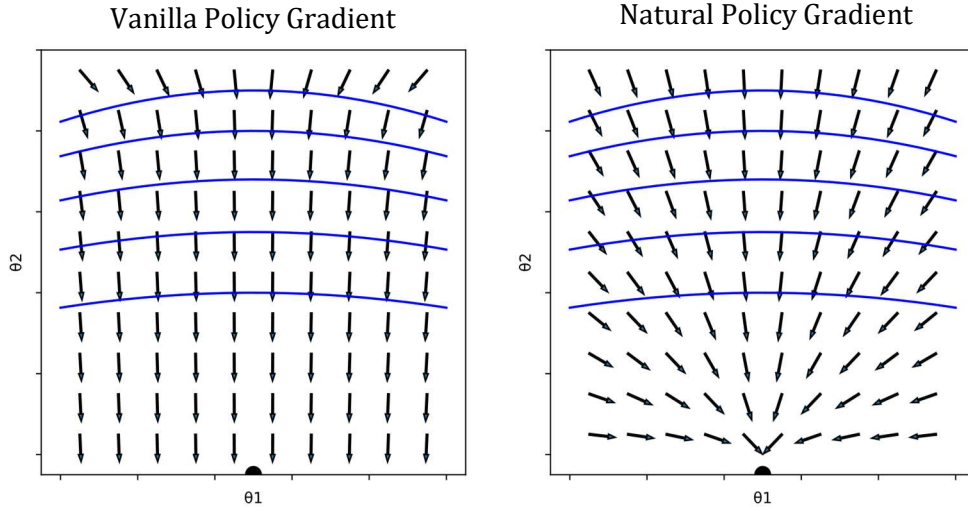 Vanilla Policy Gradient
Natural Policy Gradient
θ2
θ1
θ2
θ1